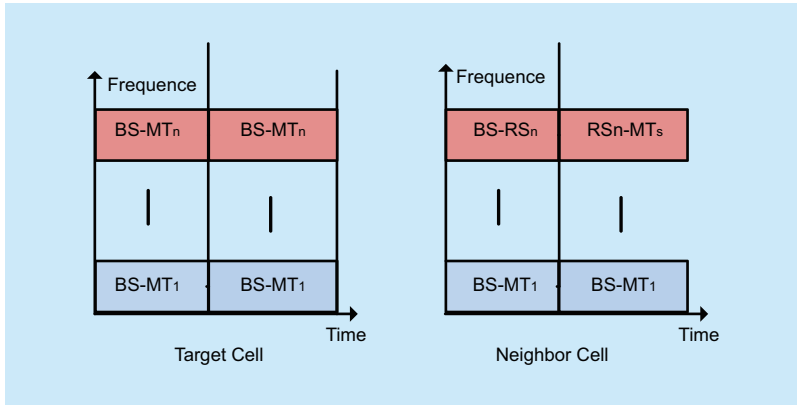 Frequence
BS-MTn BS-MTn
BS-MT1 BS-MT1
Time
Target Cell
Frequence
BS-RSn RSn-MTs
BS-MT1 BS-MT1
Time
Neighbor Cell